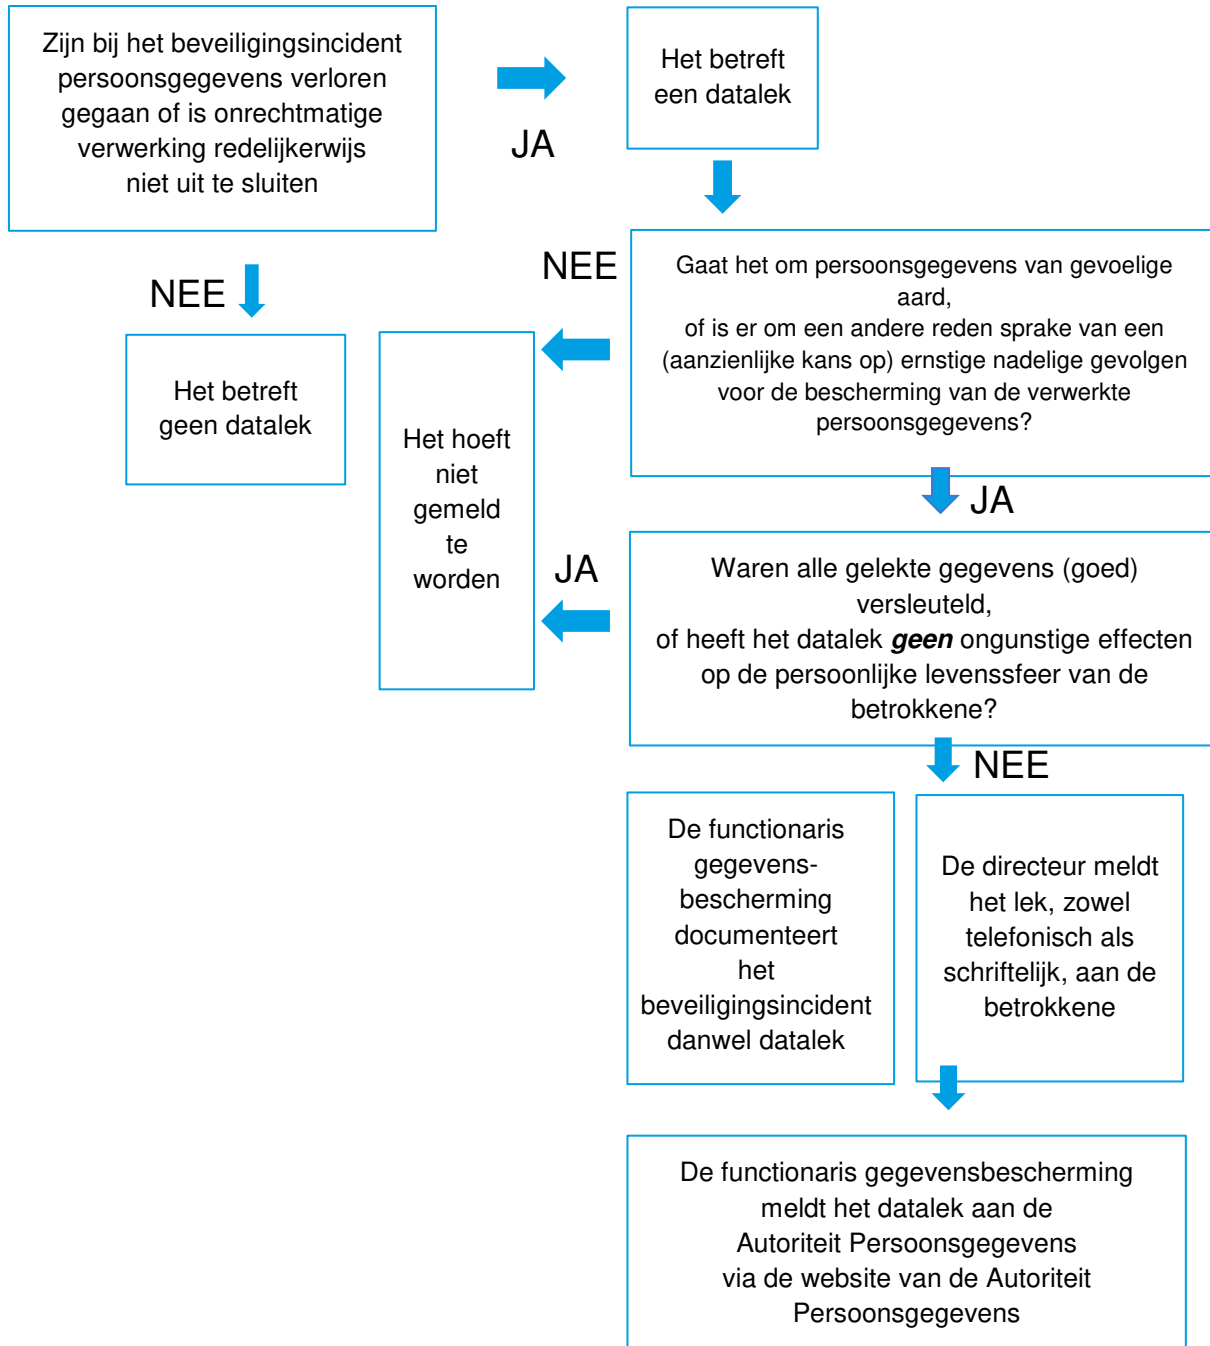 Zijn bij het beveiligingsincident
persoonsgegevens verloren
gegaan of is onrechtmatige
verwerking redelijkerwijs
niet uit te sluiten
JA
Het betreft
een datalek
NEE
Het betreft
geen datalek
NEE
Gaat het om persoonsgegevens van gevoelige
aard,
of is er om een andere reden sprake van een
(aanzienlijke kans op) ernstige nadelige gevolgen
voor de bescherming van de verwerkte
persoonsgegevens?
Het hoeft
niet
gemeld
te
worden
JA
JA
Waren alle gelekte gegevens (goed)
versleuteld,
of heeft het datalek geen ongunstige effecten
op de persoonlijke levenssfeer van de
betrokkene?
NEE
De functionaris
gegevens-
bescherming
documenteert
het
beveiligingsincident
danwel datalek
De directeur meldt
het lek, zowel
telefonisch als
schriftelijk, aan de
betrokkene
De functionaris gegevensbescherming
meldt het datalek aan de
Autoriteit Persoonsgegevens
via de website van de Autoriteit
Persoonsgegevens